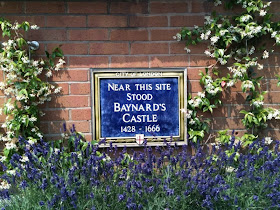 CITY OF LONDON
NEAR THIS SITE
STOOD
BAYNARD'S
CASTLE
1428 - 1666